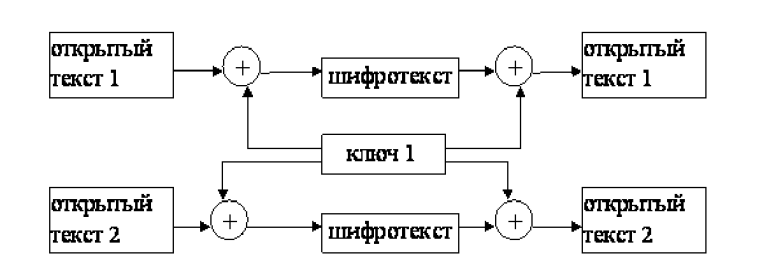 открытый
текст 1
+
шифротекст
+
открытый
текст 1
ключ 1
открытый
текст 2
+
шифротекст
+
открытый
текст 2